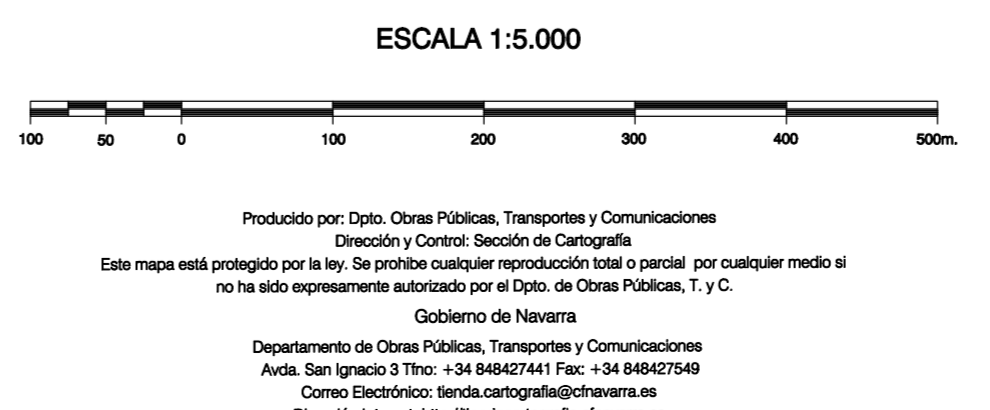 ESCALA 1:5.000
100 50 0 100 200 300 400 500m.
Producido por: Dpto. Obras Públicas, Transportes y Comunicaciones
Dirección y Control: Sección de Cartografía
Este mapa está protegido por la ley. Se prohibe cualquier reproducción total o parcial por cualquier medio si
no ha sido expresamente autorizado por el Dpto. de Obras Públicas, T. y C.
Gobierno de Navarra
Departamento de Obras Públicas, Transportes y Comunicaciones
Avda. San Ignacio 3 Tfno: +34 848427441 Fax: +34 848427549
Correo Electrónico: tienda.cartografia@cfnavarra.es